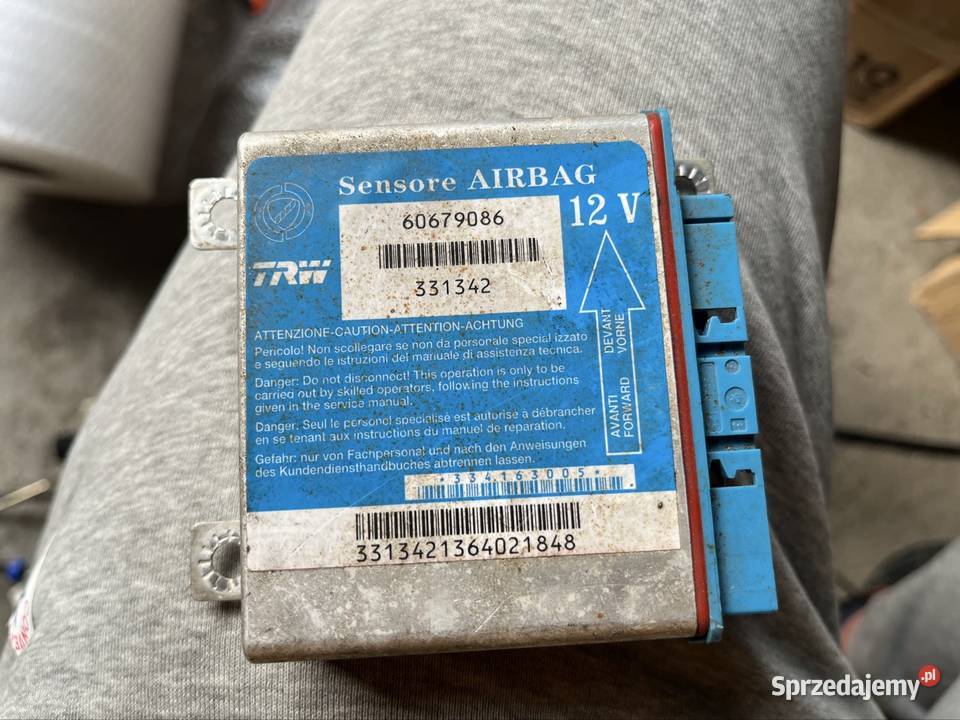 Sensore AIRBAG
12 V
60679086
331342
TRW
DEVANT
VORNE
AVANTI
FORWARD
ATTENZIONE-CAUTION-ATTENTION-ACHTUNG
Pericolo! Non scollegare se non da personale specializzato
e seguendo le istruzioni del manuale di assistenza tecnica.
Danger: Do not disconnect! This operation is only to be
carried out by skilled operators, following the instructions
given in the service manual.
Danger: Seul le personnel specialisé est autorisé à débrancher
en se tenant aux instructions du manuel de reparation.
Gefahr: nur von Fachpersonal und nach den Anweisungen
des Kundendiensthandbuches abtrennen lassen.
*334163005*
3313421364021848
Sprzedajemy.pl